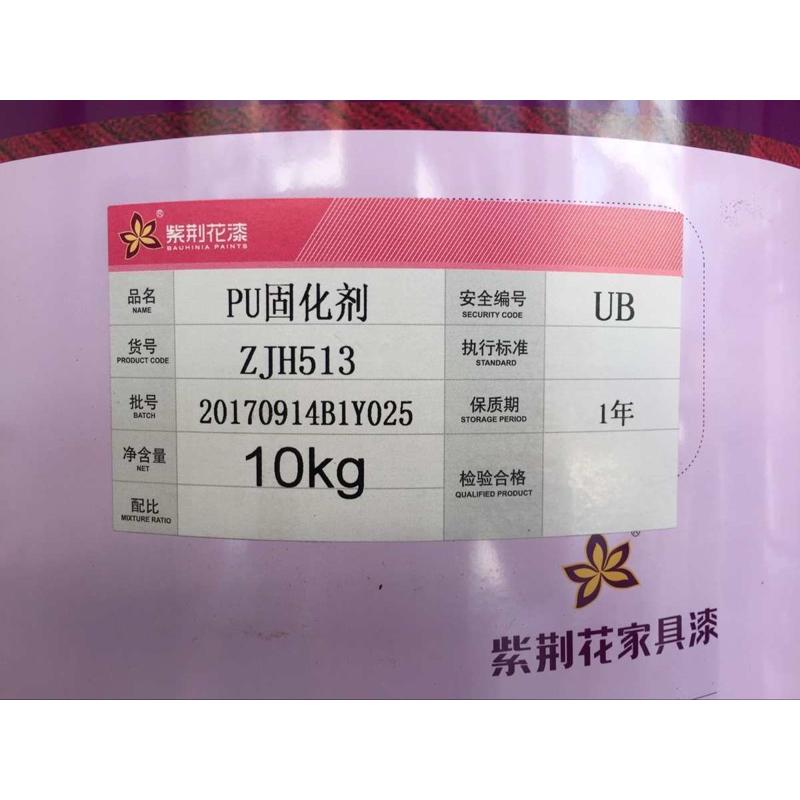 紫荆花漆®
BAUHINIA PAINTS
品名 PU固化剂 安全编号 UB
NAME SECURITY CODE
货号 ZJH513 执行标准
PRODUCT CODE STANDARD
批号 20170914B1Y025 保质期 1年
BATCH STORAGE PERIOD
净含量 10kg 检验合格
NET QUALIFIED PRODUCT
配比
MIXTURE RATIO
®
紫荆花家具漆